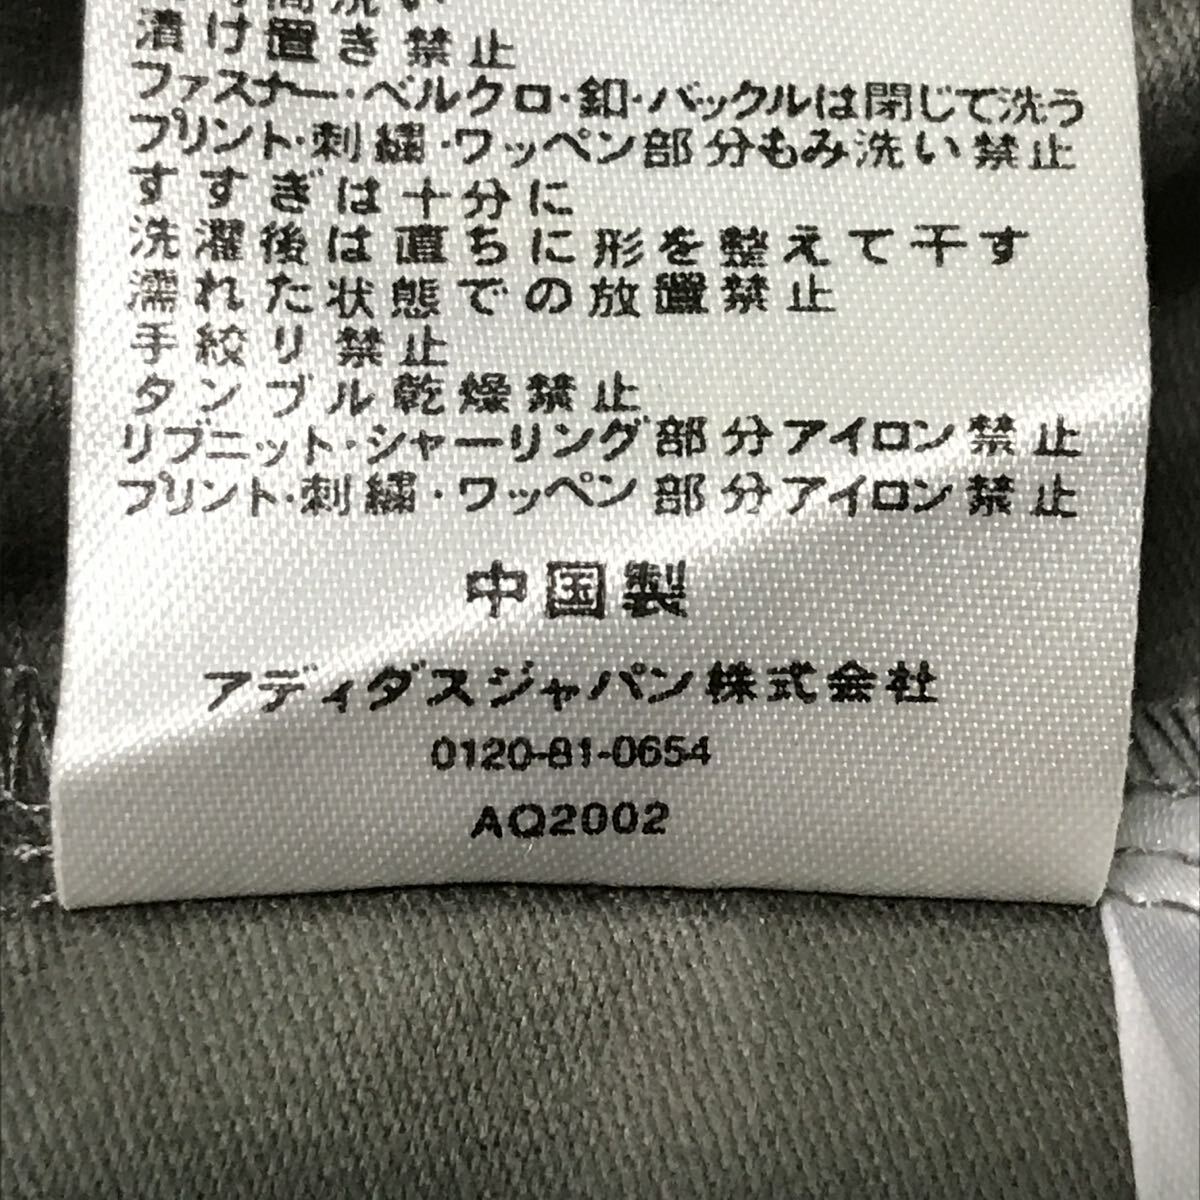 洗い
漬け置き禁止
ファスナー・ベルクロ・釦・バックルは閉じて洗う
プリント・刺繍・ワッペン部分もみ洗い禁止
すすぎは十分に
洗濯後は直ちに形を整えて干す
濡れた状態での放置禁止
手絞り禁止
タンブル乾燥禁止
リブニット・シャーリング部分アイロン禁止
プリント・刺繍・ワッペン部分アイロン禁止
中国製
アディダスジャパン株式会社
0120-81-0654
AQ2002